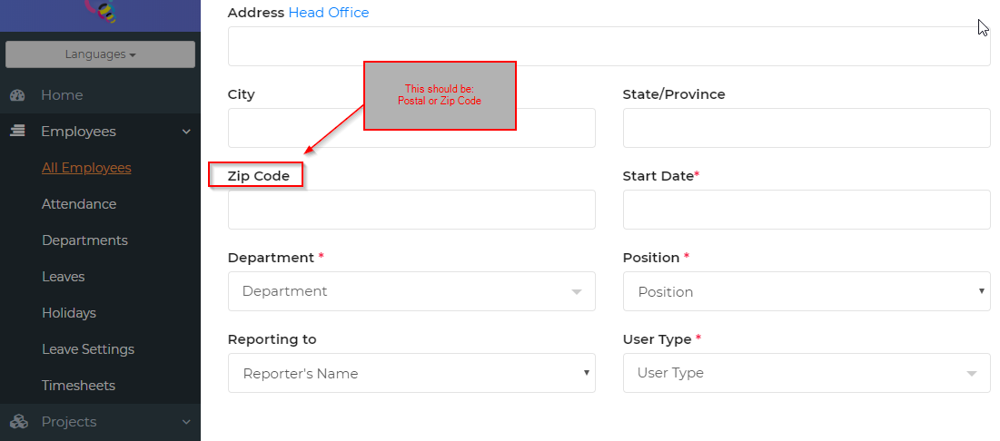 Address Head Office
Languages
This should be:
Postal or Zip Code
Home
City
State/Province
Employees
All Employees
Zip Code
Start Date*
Attendance
Departments
Department *
Position *
Leaves
Department
Position
Holidays
Reporting to
User Type *
Leave Settings
Reporter's Name
User Type
Timesheets
Projects